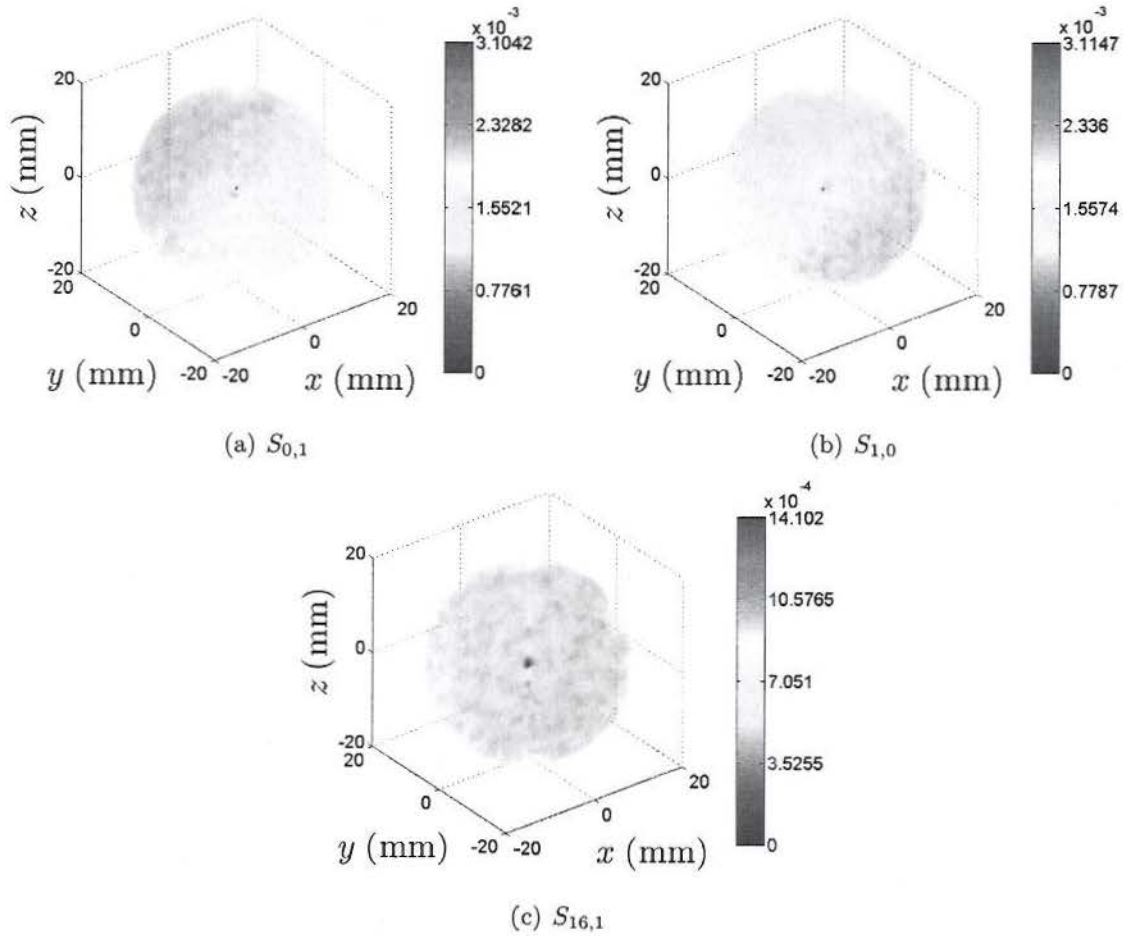 x 10^-3
3.1042
2.3282
1.5521
0.7761
0
20
0
-20
z (mm)
20
0
-20
y (mm)
-20
0
20
x (mm)
(a) S_{0,1}
x 10^-3
3.1147
2.336
1.5574
0.7787
0
20
0
-20
z (mm)
20
0
-20
y (mm)
-20
0
20
x (mm)
(b) S_{1,0}
x 10^-4
14.102
10.5765
7.051
3.5255
0
20
0
-20
z (mm)
20
0
-20
y (mm)
-20
0
20
x (mm)
(c) S_{16,1}